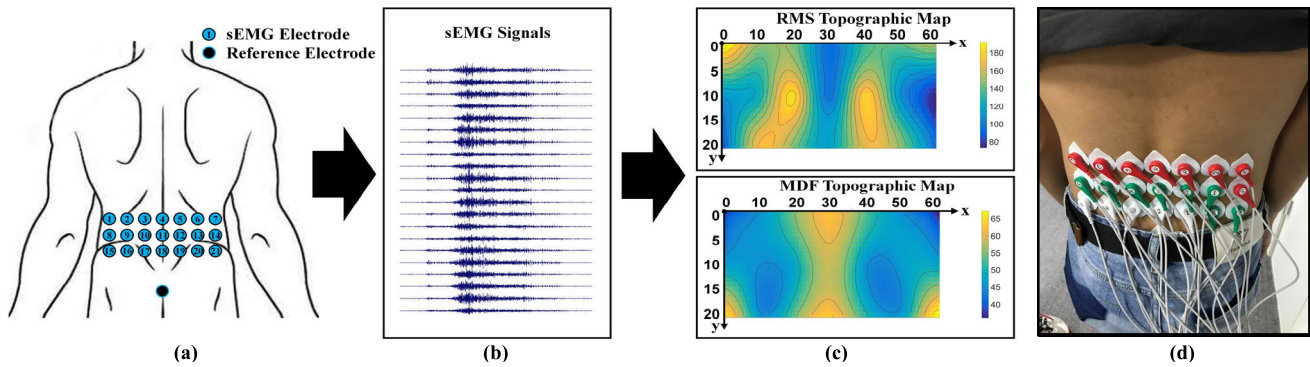 1 sEMG Electrode
Reference Electrode
1 2 3 4 5 6 7
8 9 10 11 12 13 14
15 16 17 18 19 20 21
(a)
sEMG Signals
(b)
RMS Topographic Map
0 10 20 30 40 50 60 x
0
5
10
15
20
y
180
160
140
120
100
80
MDF Topographic Map
0 10 20 30 40 50 60 x
0
5
10
15
20
y
65
60
55
50
45
40
(c)
(d)